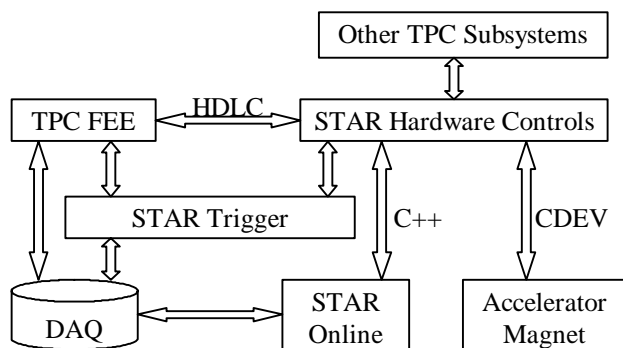 Other TPC Subsystems
TPC FEE
HDLC
STAR Hardware Controls
STAR Trigger
C++
CDEV
DAQ
STAR
Online
Accelerator
Magnet